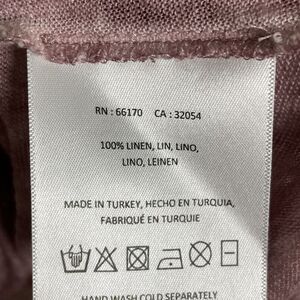 RN : 66170 CA : 32054
100% LINEN, LIN, LINO,
LINO, LEINEN
MADE IN TURKEY, HECHO EN TURQUIA,
FABRIQUÉ EN TURQUIE
HAND WASH COLD SEPARATELY